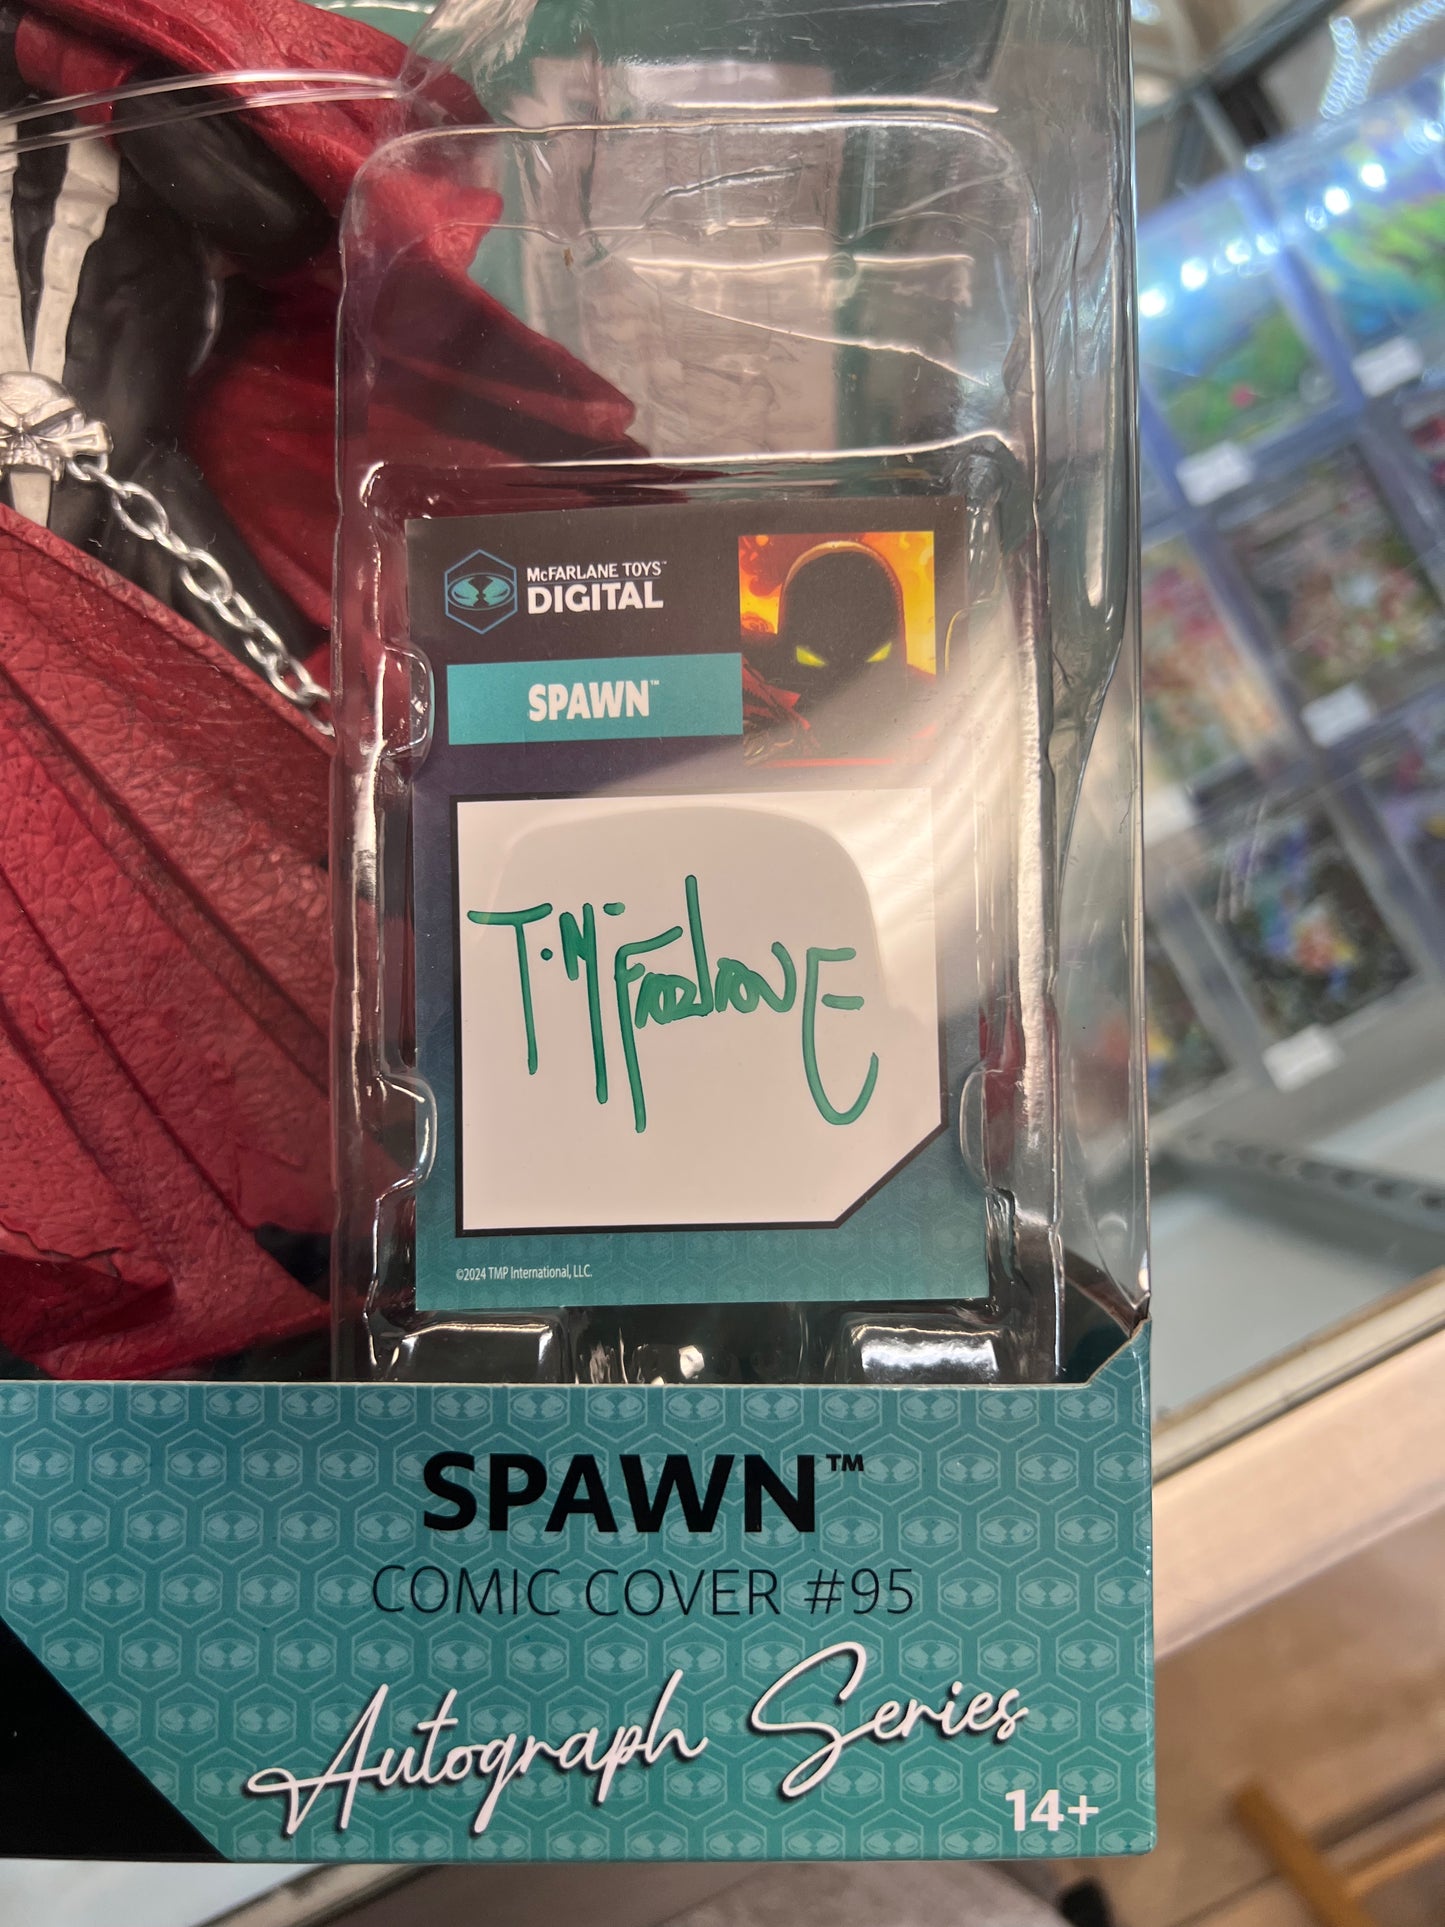 McFARLANE TOYS™
DIGITAL
SPAWN™
T. McFarlane
©2024 TMP International, LLC.
SPAWN™
COMIC COVER #95
Autograph Series
14+